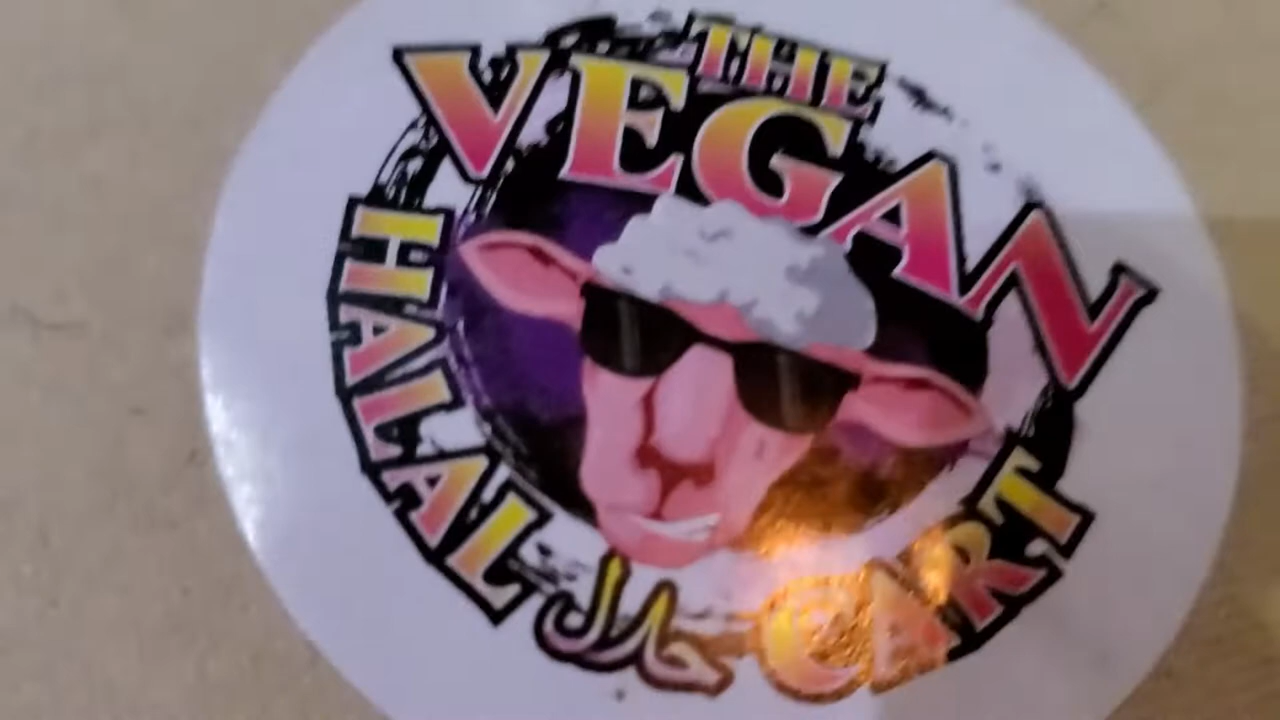 THE
VEGAN
HALAL
حلال
CART